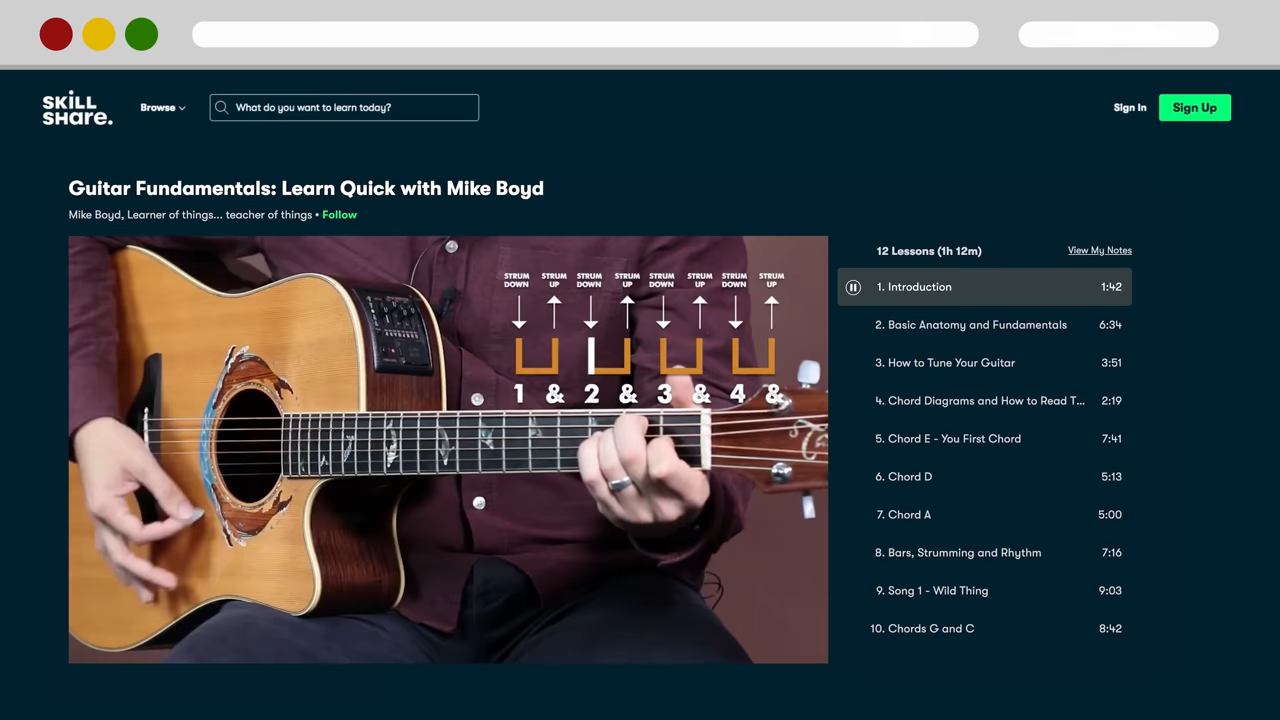 SKILL
SHARE.
Browse
What do you want to learn today?
Sign In
Sign Up
Guitar Fundamentals: Learn Quick with Mike Boyd
Mike Boyd, Learner of things... teacher of things • Follow
STRUM DOWN STRUM UP STRUM DOWN STRUM UP STRUM DOWN STRUM UP STRUM DOWN STRUM UP
1 & 2 & 3 & 4 &
12 Lessons (1h 12m) View My Notes
1. Introduction 1:42
2. Basic Anatomy and Fundamentals 6:34
3. How to Tune Your Guitar 3:51
4. Chord Diagrams and How to Read T... 2:19
5. Chord E - You First Chord 7:41
6. Chord D 5:13
7. Chord A 5:00
8. Bars, Strumming and Rhythm 7:16
9. Song 1 - Wild Thing 9:03
10. Chords G and C 8:42